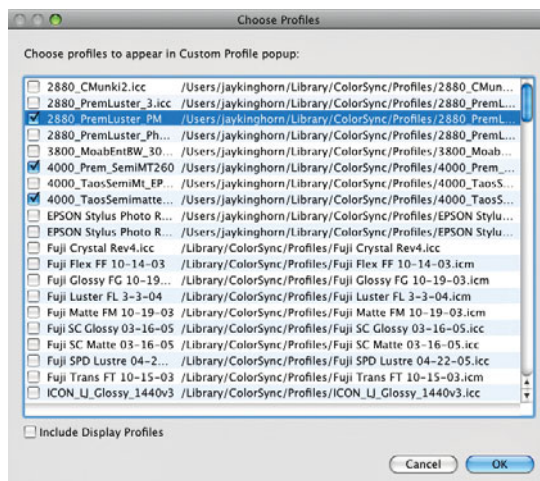 Choose Profiles
Choose profiles to appear in Custom Profile popup:
2880_CMunki2.icc /Users/jaykinghorn/Library/ColorSync/Profiles/2880_CMun...
2880_PremLuster_3.icc /Users/jaykinghorn/Library/ColorSync/Profiles/2880_PremL...
2880_PremLuster_PM /Users/jaykinghorn/Library/ColorSync/Profiles/2880_PremL...
2880_PremLuster_Ph... /Users/jaykinghorn/Library/ColorSync/Profiles/2880_PremL...
3800_MoabEntBW_30... /Users/jaykinghorn/Library/ColorSync/Profiles/3800_Moab...
4000_Prem_SemiMT260 /Users/jaykinghorn/Library/ColorSync/Profiles/4000_Prem_...
4000_TaosSemiMt_EP... /Users/jaykinghorn/Library/ColorSync/Profiles/4000_TaosS...
4000_TaosSemimatte... /Users/jaykinghorn/Library/ColorSync/Profiles/4000_TaosS...
EPSON Stylus Photo R... /Users/jaykinghorn/Library/ColorSync/Profiles/EPSON Stylu...
EPSON Stylus Photo R... /Users/jaykinghorn/Library/ColorSync/Profiles/EPSON Stylu...
Fuji Crystal Rev4.icc /Library/ColorSync/Profiles/Fuji Crystal Rev4.icc
Fuji Flex FF 10-14-03 /Library/ColorSync/Profiles/Fuji Flex FF 10-14-03.icm
Fuji Glossy FG 10-19... /Library/ColorSync/Profiles/Fuji Glossy FG 10-19-03.icm
Fuji Luster FL 3-3-04 /Library/ColorSync/Profiles/Fuji Luster FL 3-3-04.icm
Fuji Matte FM 10-19-03 /Library/ColorSync/Profiles/Fuji Matte FM 10-19-03.icm
Fuji SC Glossy 03-16-05 /Library/ColorSync/Profiles/Fuji SC Glossy 03-16-05.icc
Fuji SC Matte 03-16-05 /Library/ColorSync/Profiles/Fuji SC Matte 03-16-05.icc
Fuji SPD Lustre 04-2... /Library/ColorSync/Profiles/Fuji SPD Lustre 04-22-05.icc
Fuji Trans FT 10-15-03 /Library/ColorSync/Profiles/Fuji Trans FT 10-15-03.icm
ICON_LJ_Glossy_1440v3 /Library/ColorSync/Profiles/ICON_LJ_Glossy_1440v3.icc
Include Display Profiles
Cancel OK